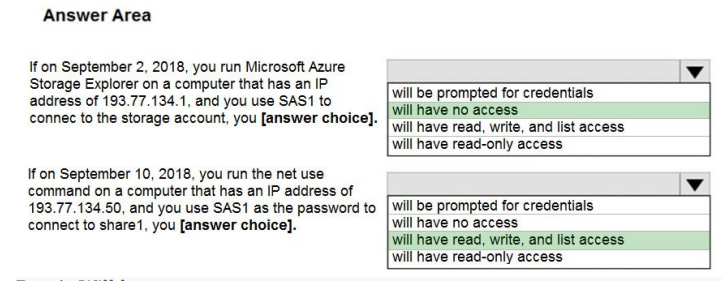 Answer Area
If on September 2, 2018, you run Microsoft Azure
Storage Explorer on a computer that has an IP
address of 193.77.134.1, and you use SAS1 to
connec to the storage account, you [answer choice].
will be prompted for credentials
will have no access
will have read, write, and list access
will have read-only access
If on September 10, 2018, you run the net use
command on a computer that has an IP address of
193.77.134.50, and you use SAS1 as the password to
connect to share1, you [answer choice].
will be prompted for credentials
will have no access
will have read, write, and list access
will have read-only access